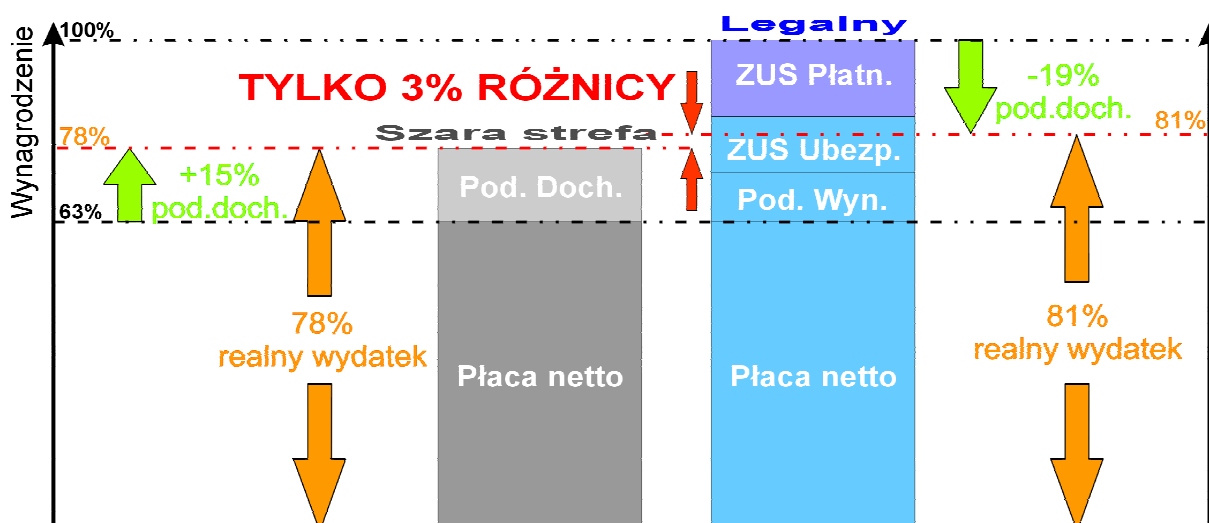 Wynagrodzenie
100%
Legalny
ZUS Płatn.
-19%
pod.doch.
TYLKO 3% RÓŻNICY
81%
Szara strefa
78%
ZUS Ubezp.
+15%
pod.doch.
Pod. Doch.
Pod. Wyn.
63%
78%
realny wydatek
81%
realny wydatek
Płaca netto
Płaca netto